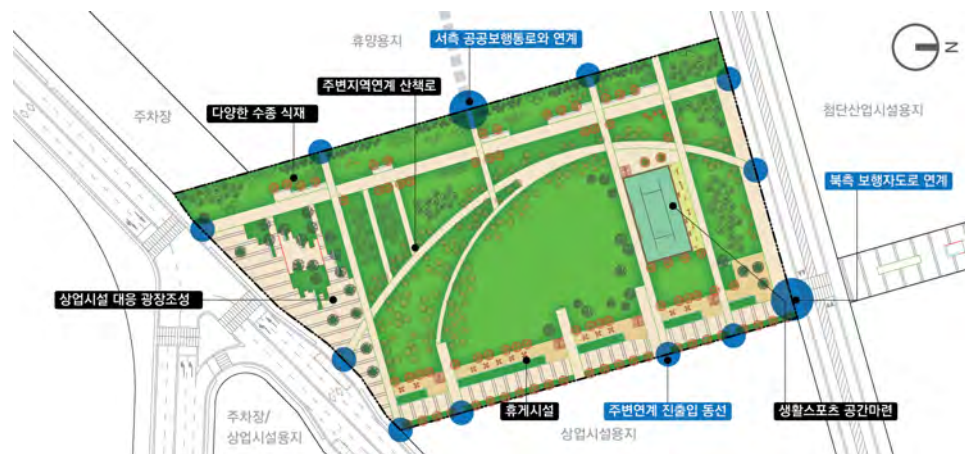 휴양용지
서측 공공보행통로와 연계
N
주변지역연계 산책로
주차장
다양한 수종 식재
첨단산업시설용지
북측 보행자도로 연계
상업시설 대응 광장조성
휴게시설
주변연계 진출입 동선
생활스포츠 공간마련
주차장/
상업시설용지
상업시설용지